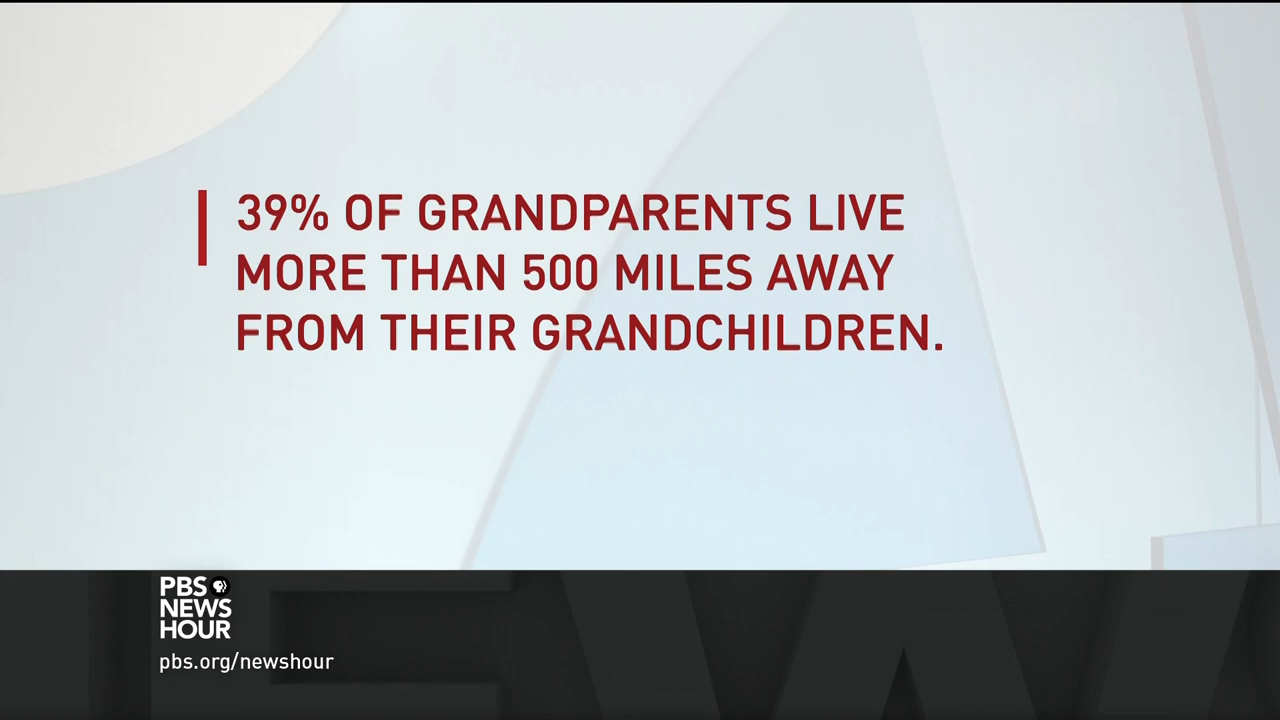 39% OF GRANDPARENTS LIVE
MORE THAN 500 MILES AWAY
FROM THEIR GRANDCHILDREN.
PBS
NEWS
HOUR
pbs.org/newshour